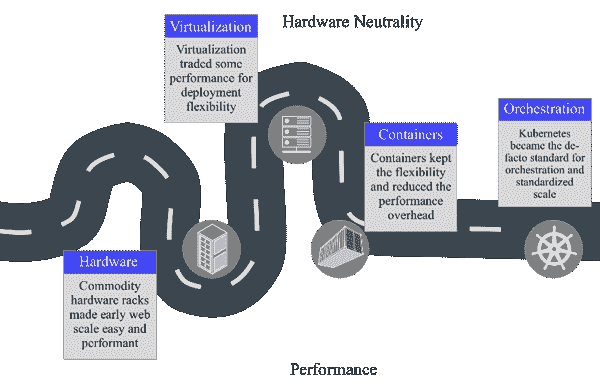 Hardware Neutrality
Virtualization
Virtualization
traded some
performance for
deployment
flexibility
Containers
Containers kept
the flexibility
and reduced the
performance
overhead
Orchestration
Kubernetes
became the de-
facto standard for
orchestration and
standardized
scale
Hardware
Commodity
hardware racks
made early web
scale easy and
performant
Performance